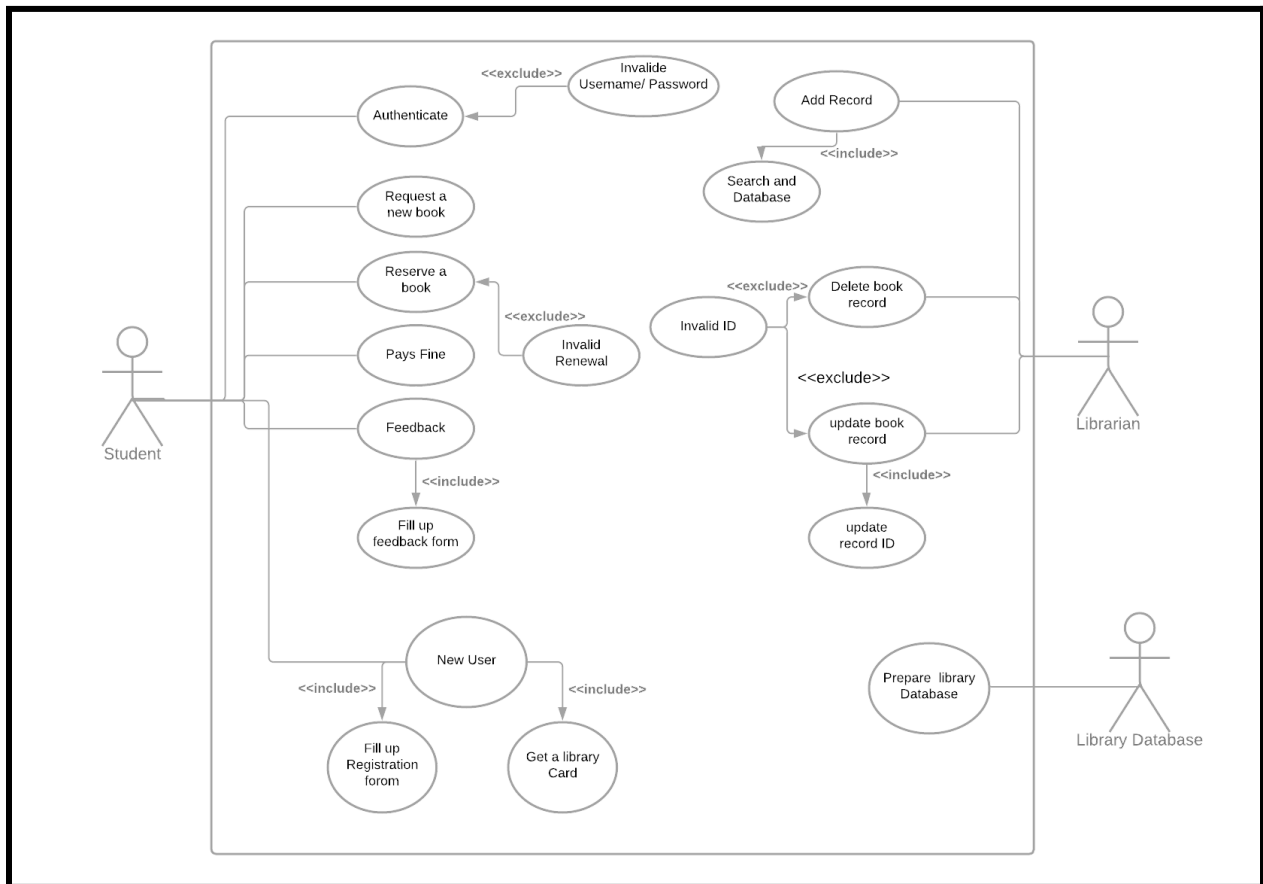 <<exclude>>
Invalide
Username/ Password
Authenticate
Add Record
<<include>>
Search and
Database
Request a
new book
Reserve a
book
<<exclude>>
Invalid
Renewal
Pays Fine
Feedback
<<include>>
Fill up
feedback form
Student
<<exclude>>
Delete book
record
Invalid ID
<<exclude>>
update book
record
<<include>>
update
record ID
Librarian
New User
<<include>>
<<include>>
Fill up
Registration
forom
Get a library
Card
Prepare library
Database
Library Database